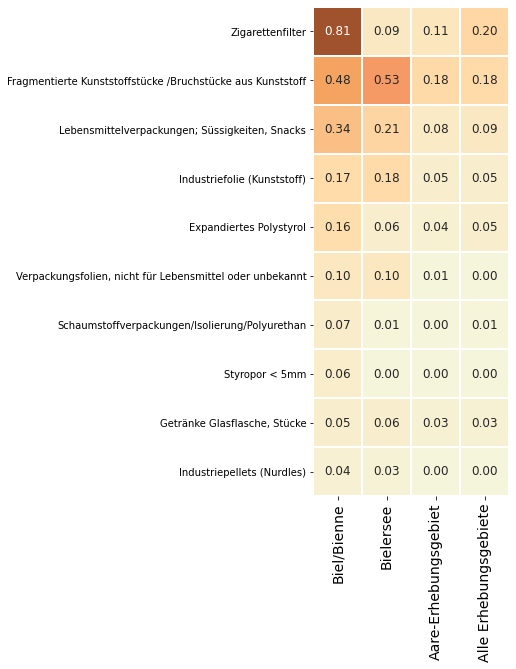 Zigarettenfilter 0.81 0.09 0.11 0.20
Fragmentierte Kunststoffstücke /Bruchstücke aus Kunststoff 0.48 0.53 0.18 0.18
Lebensmittelverpackungen; Süssigkeiten, Snacks 0.34 0.21 0.08 0.09
Industriefolie (Kunststoff) 0.17 0.18 0.05 0.05
Expandiertes Polystyrol 0.16 0.06 0.04 0.05
Verpackungsfolien, nicht für Lebensmittel oder unbekannt 0.10 0.10 0.01 0.00
Schaumstoffverpackungen/Isolierung/Polyurethan 0.07 0.01 0.00 0.01
Styropor < 5mm 0.06 0.00 0.00 0.00
Getränke Glasflasche, Stücke 0.05 0.06 0.03 0.03
Industriepellets (Nurdles) 0.04 0.03 0.00 0.00
Biel/Bienne
Bielersee
Aare-Erhebungsgebiet
Alle Erhebungsgebiete